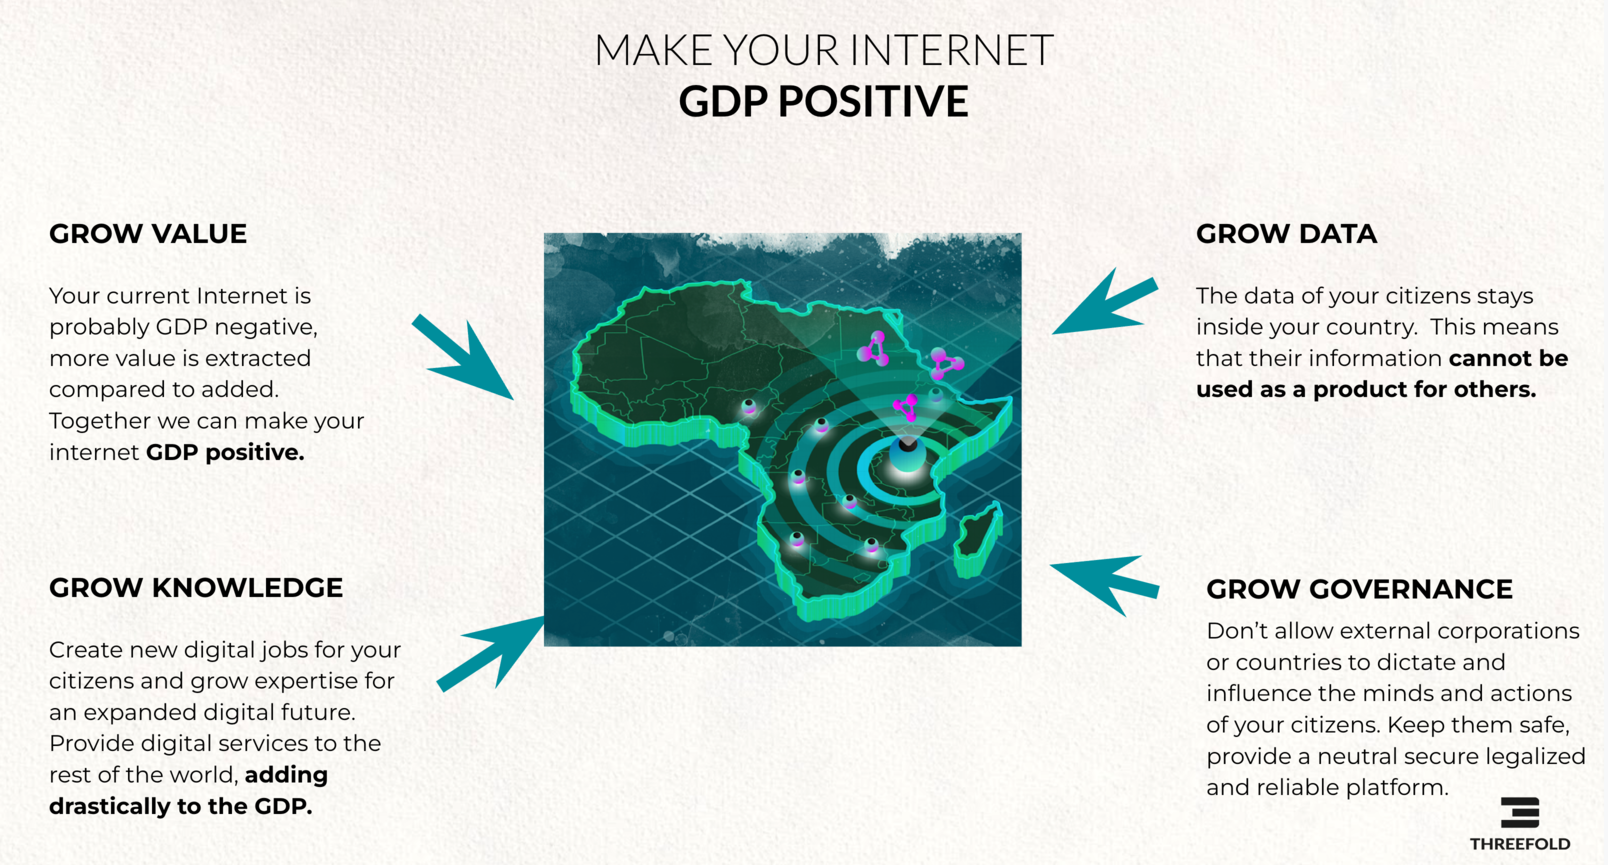 MAKE YOUR INTERNET
GDP POSITIVE
GROW VALUE
Your current Internet is
probably GDP negative,
more value is extracted
compared to added.
Together we can make your
internet GDP positive.
GROW KNOWLEDGE
Create new digital jobs for your
citizens and grow expertise for
an expanded digital future.
Provide digital services to the
rest of the world, adding
drastically to the GDP.
GROW DATA
The data of your citizens stays
inside your country.  This means
that their information cannot be
used as a product for others.
GROW GOVERNANCE
Don’t allow external corporations
or countries to dictate and
influence the minds and actions
of your citizens. Keep them safe,
provide a neutral secure legalized
and reliable platform.
THREEFOLD